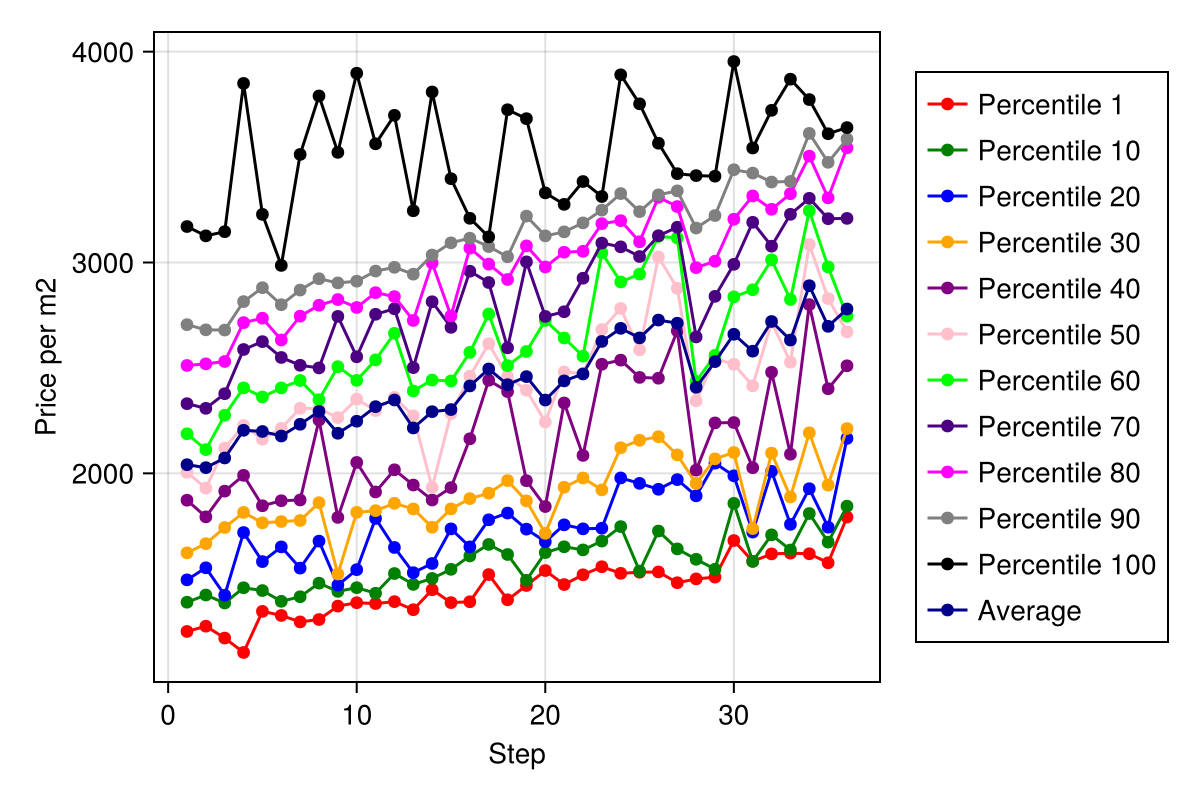 4000
3000
2000
Price per m2
0 10 20 30
Step
Percentile 1
Percentile 10
Percentile 20
Percentile 30
Percentile 40
Percentile 50
Percentile 60
Percentile 70
Percentile 80
Percentile 90
Percentile 100
Average